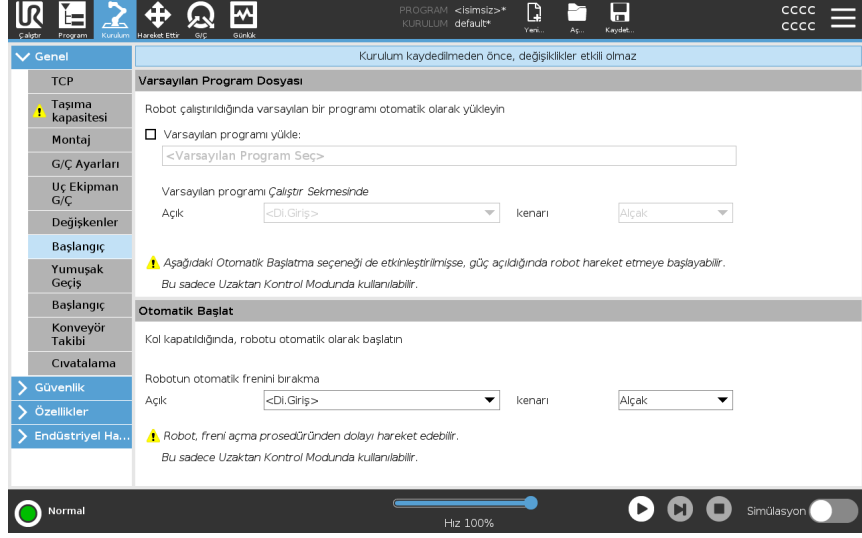 PROGRAM <isimsiz>*
KURULUM default*
Çalıştır
Program
Kurulum
Hareket Ettir
G/Ç
Günlük
Yeni...
Aç...
Kaydet...
CCCC
CCCC
Genel
Kurulum kaydedilmeden önce, değişiklikler etkili olmaz
TCP
Taşıma
kapasitesi
Montaj
G/Ç Ayarları
Uç Ekipman
G/Ç
Değişkenler
Başlangıç
Yumuşak
Geçiş
Başlangıç
Konveyör
Takibi
Cıvatalama
Güvenlik
Özellikler
Endüstriyel Ha...
Varsayılan Program Dosyası
Robot çalıştırıldığında varsayılan bir programı otomatik olarak yükleyin
Varsayılan programı yükle:
<Varsayılan Program Seç>
Varsayılan programı Çalıştır Sekmesinde
Açık <Di.Giriş> kenarı Alçak
Aşağıdaki Otomatik Başlatma seçeneği de etkinleştirilmişse, güç açıldığında robot hareket etmeye başlayabilir.
Bu sadece Uzaktan Kontrol Modunda kullanılabilir.
Otomatik Başlat
Kol kapatıldığında, robotu otomatik olarak başlatın
Robotun otomatik frenini bırakma
Açık <Di.Giriş> kenarı Alçak
Robot, freni açma prosedüründen dolayı hareket edebilir.
Bu sadece Uzaktan Kontrol Modunda kullanılabilir.
Normal
Hız 100%
Simülasyon